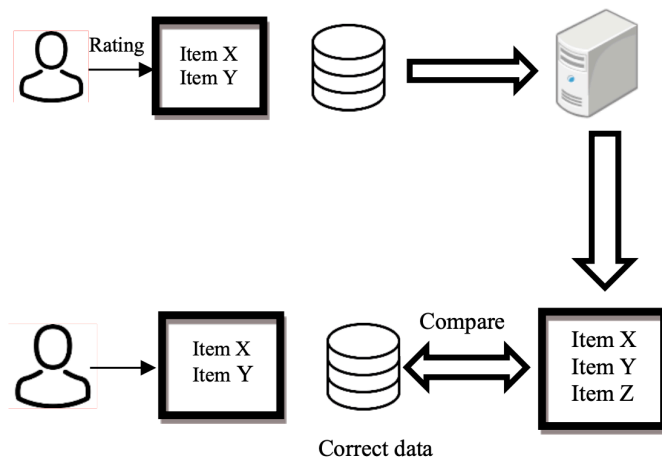 Rating
Item X
Item Y
Item X
Item Y
Compare
Item X
Item Y
Item Z
Correct data